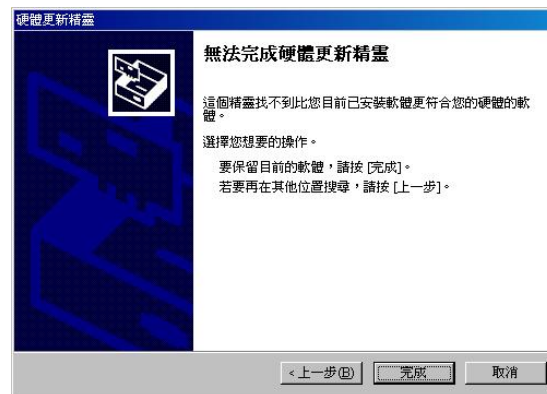 硬體更新精靈
無法完成硬體更新精靈
這個精靈找不到比您目前已安裝軟體更符合您的硬體的軟
體。
選擇您想要的操作。
要保留目前的軟體，請按 [完成]。
若要再在其他位置搜尋，請按 [上一步]。
<上一步(B)
完成
取消